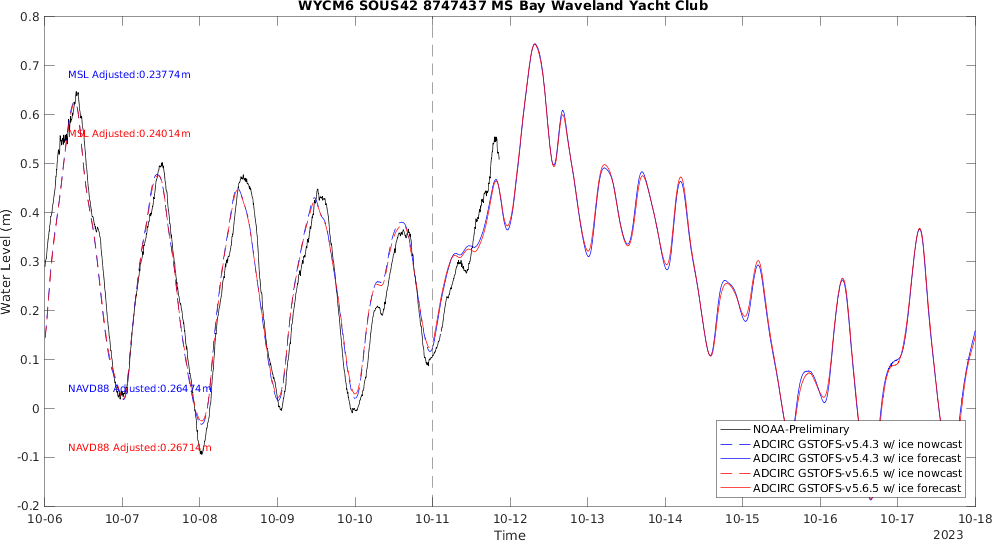 WYCM6 SOUS42 8747437 MS Bay Waveland Yacht Club
0.8
0.7
0.6
0.5
0.4
0.3
0.2
0.1
0
-0.1
-0.2
Water Level (m)
MSL Adjusted:0.23774m
MSL Adjusted:0.24014m
NAVD88 Adjusted:0.26474m
NAVD88 Adjusted:0.26714m
NOAA-Preliminary
ADCIRC GSTOFS-v5.4.3 w/ ice nowcast
ADCIRC GSTOFS-v5.4.3 w/ ice forecast
ADCIRC GSTOFS-v5.6.5 w/ ice nowcast
ADCIRC GSTOFS-v5.6.5 w/ ice forecast
10-06 10-07 10-08 10-09 10-10 10-11 10-12 10-13 10-14 10-15 10-16 10-17 10-18
Time
2023